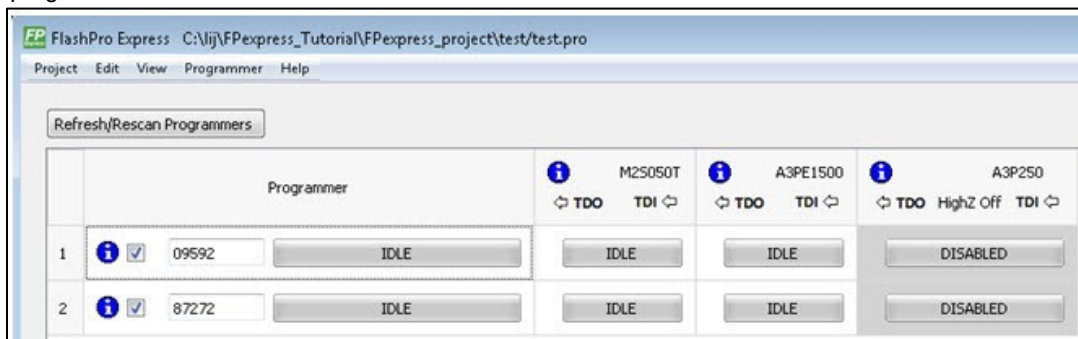 FP FlashPro Express C:\lij\FPexpress_Tutorial\FPexpress_project\test/test.pro
Project Edit View Programmer Help
Refresh/Rescan Programmers
Programmer
M2S050T
TDO TDI
A3PE1500
TDO TDI
A3P250
TDO HighZ Off TDI
1 09592 IDLE IDLE IDLE DISABLED
2 87272 IDLE IDLE IDLE DISABLED